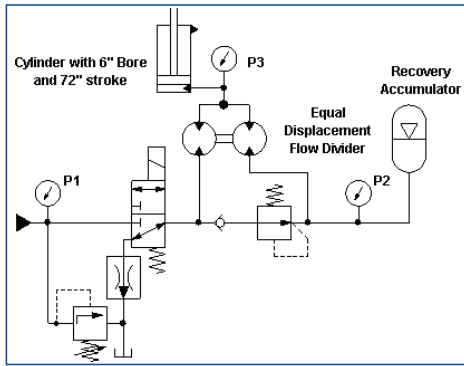 Cylinder with 6" Bore
and 72" stroke
P3
Recovery
Accumulator
Equal
Displacement
Flow Divider
P1
P2